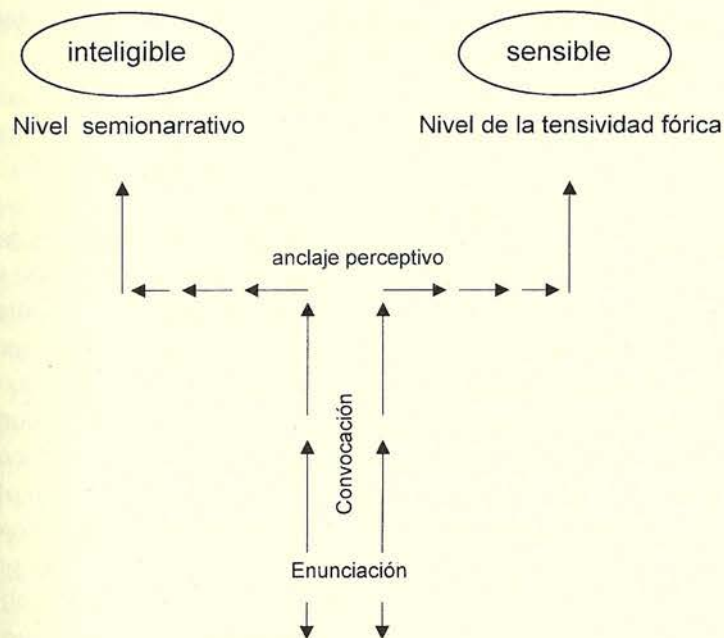 inteligible
sensible
Nivel semionarrativo
Nivel de la tensividad fórica
anclaje perceptivo
Convocación
Enunciación